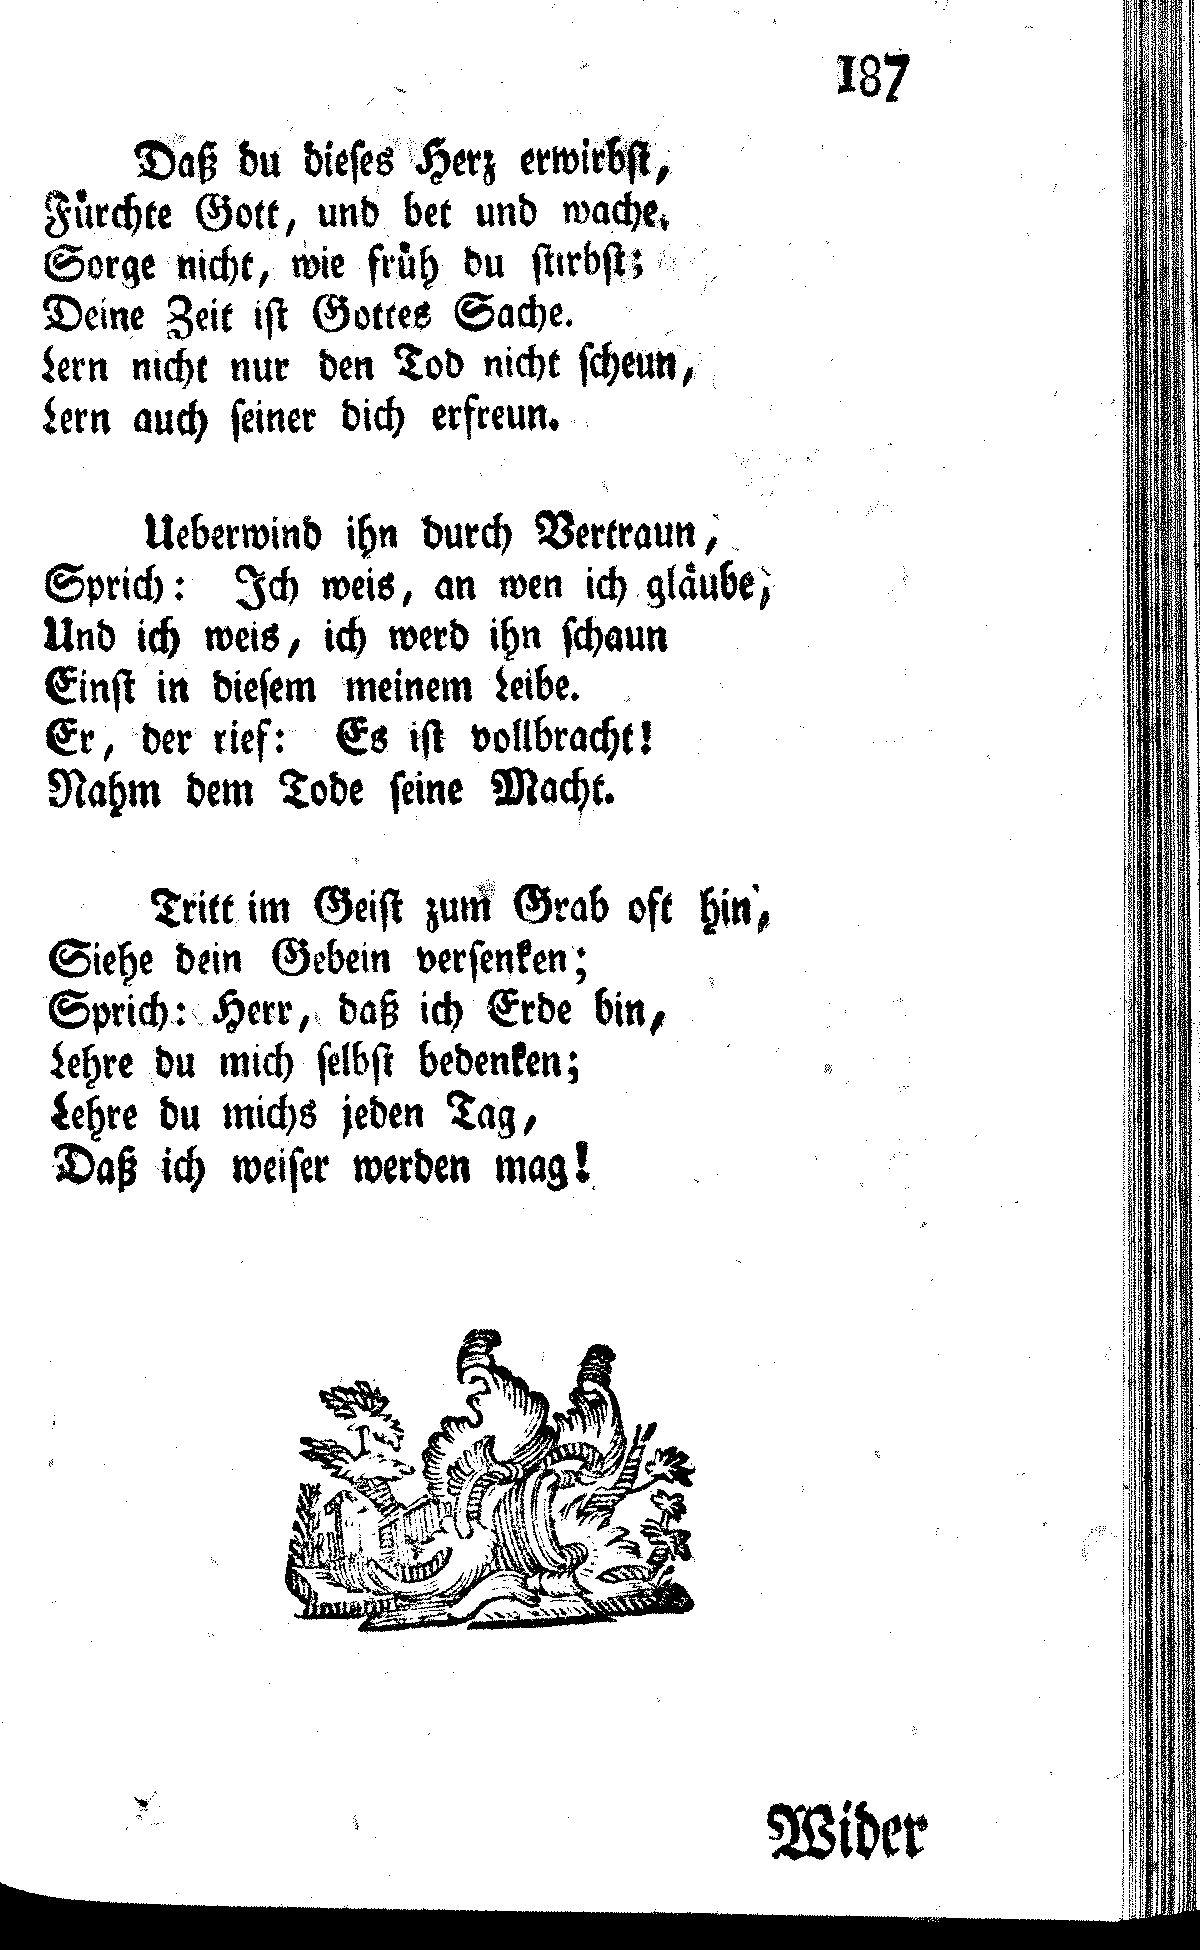 187
Daß du dieses Herz erwirbst,
Fürchte Gott, und bet und wache.
Sorge nicht, wie früh du stirbst;
Deine Zeit ist Gottes Sache.
Lern nicht nur den Tod nicht scheun,
Lern auch seiner dich erfreun.
Ueberwind ihn durch Vertraun,
Sprich: Ich weis, an wen ich gläube,
Und ich weis, ich werd ihn schaun
Einst in diesem meinem Leibe.
Er, der rief: Es ist vollbracht!
Nahm dem Tode seine Macht.
Tritt im Geist zum Grab oft hin,
Siehe dein Gebein versenken;
Sprich: Herr, daß ich Erde bin,
Lehre du mich selbst bedenken;
Lehre du michs jeden Tag,
Daß ich weiser werden mag!
Wider